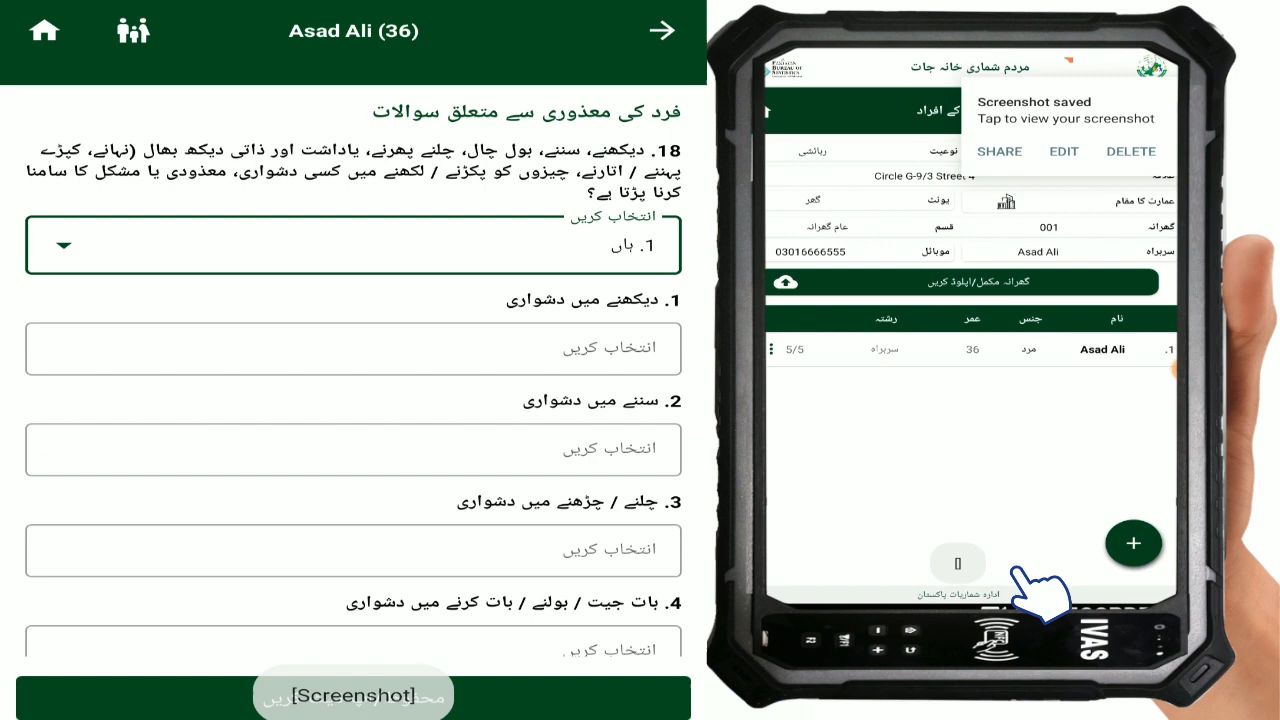 Asad Ali (36)
فرد کی معذوری سے متعلق سوالات
18. دیکھنے، سننے، بول چال، چلنے پھرنے، یاداشت اور ذاتی دیکھ بھال (نہانے، کپڑے
پہننے / اتارنے، چیزوں کو پکڑنے / لکھنے میں کسی دشواری، معذودی یا مشکل کا سامنا
کرنا پڑتا ہے؟
انتخاب کریں
1. ہاں
1. دیکھنے میں دشواری
انتخاب کریں
2. سننے میں دشواری
انتخاب کریں
3. چلنے / چڑھنے میں دشواری
انتخاب کریں
4. بات جیت / بولنے / بات کرنے میں دشواری
انتخاب کریں
[Screenshot]
PAKISTAN
BUREAU OF
STATISTICS
مردم شماری خانہ جات
کے افراد
Screenshot saved
Tap to view your screenshot
SHARE EDIT DELETE
نوعیت رہائشی
Circle G-9/3 Street 4
عمارت کا مقام یونٹ گھر
گھرانہ 001 قسم عام گھرانہ
سربراہ Asad Ali موبائل 03016666555
گھرانہ مکمل/اپلوڈ کریں
نام جنس عمر رشتہ
1. Asad Ali مرد 36 سربراہ 5/5
+
[]
ادارہ شماریات پاکستان
IVAS